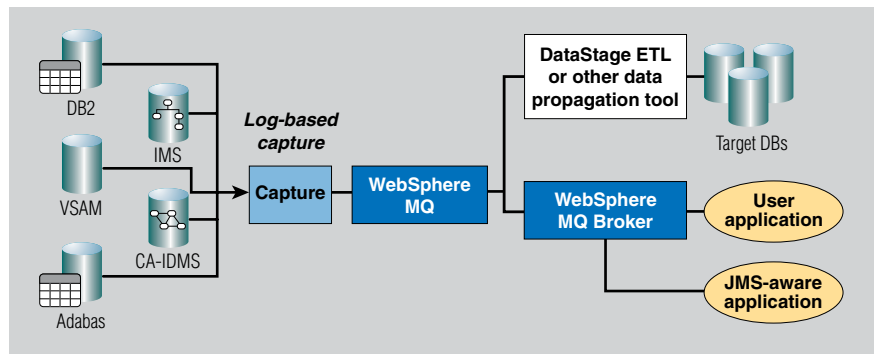 DB2
IMS
VSAM
CA-IDMS
Adabas
Log-based
capture
Capture
WebSphere
MQ
DataStage ETL
or other data
propagation tool
Target DBs
WebSphere
MQ Broker
User
application
JMS-aware
application